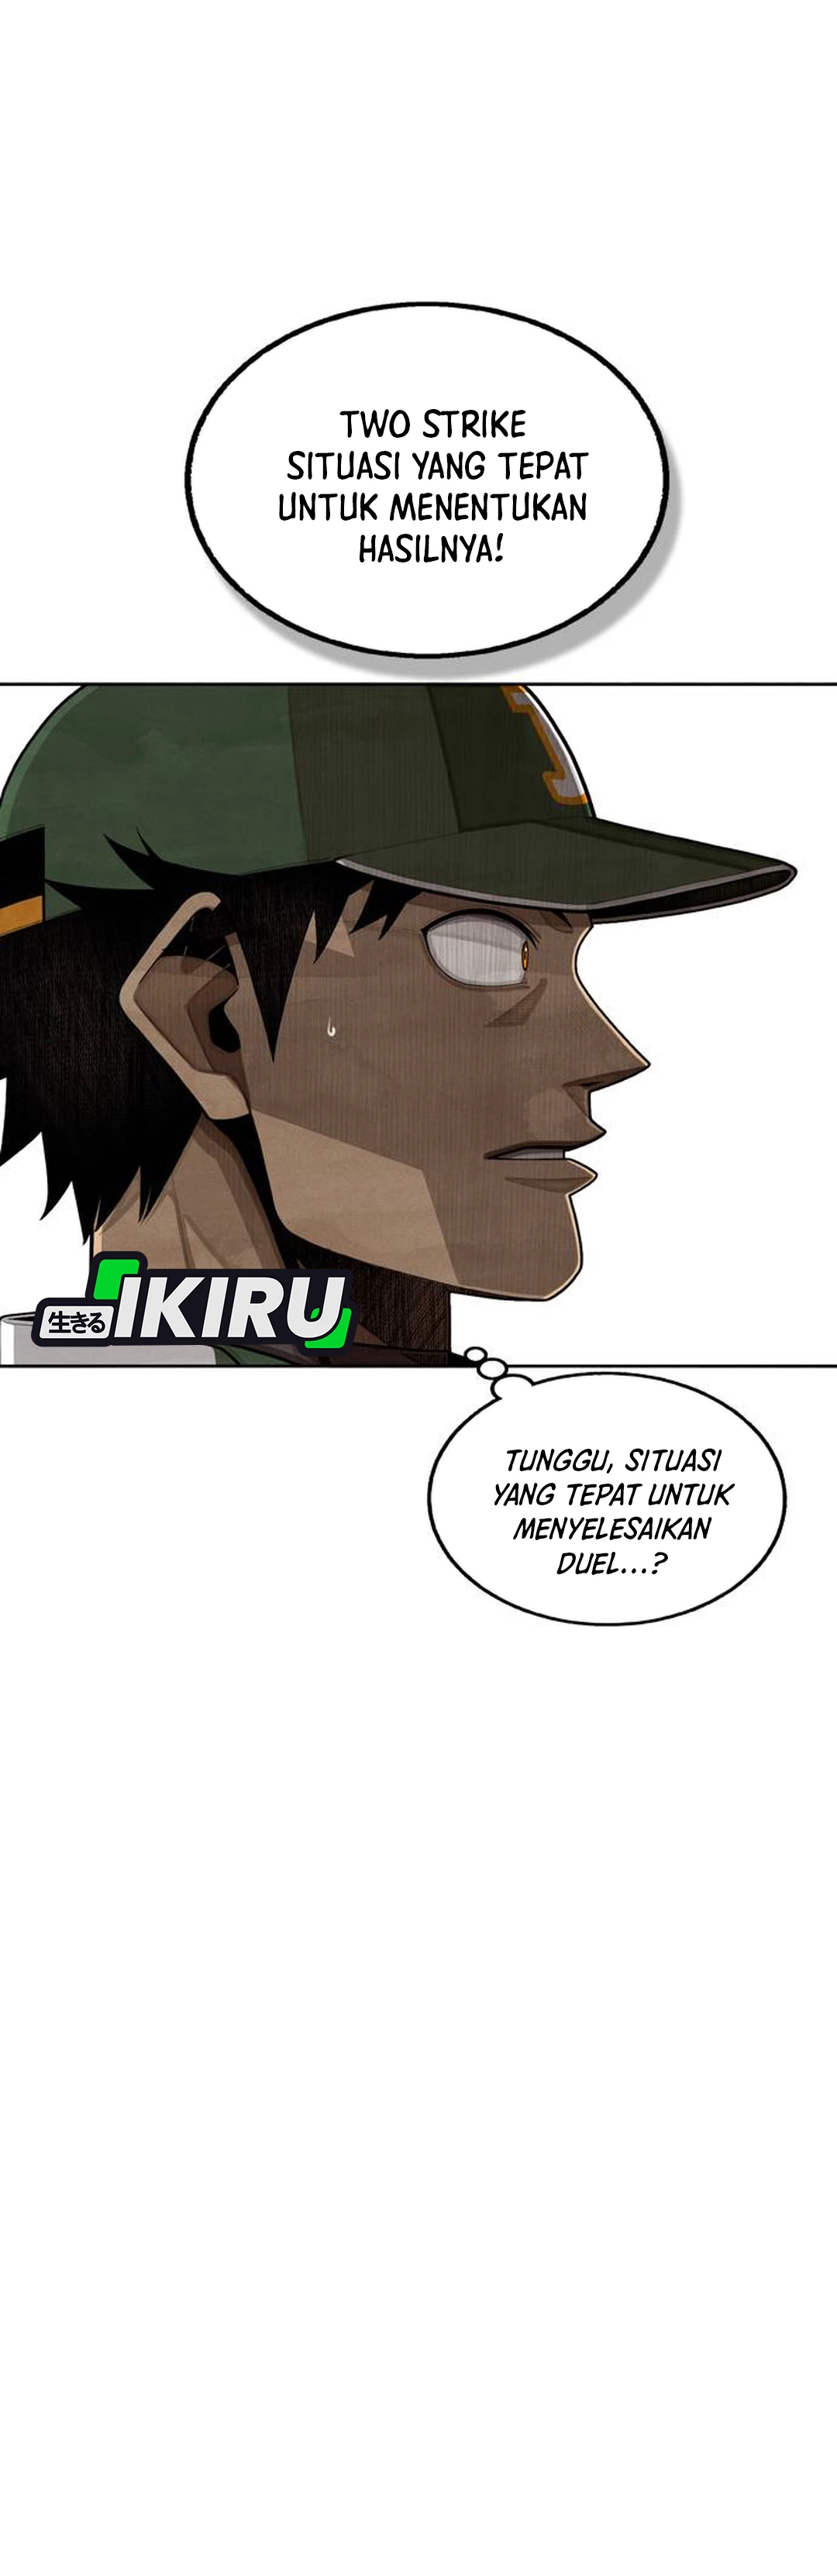 TWO STRIKE
SITUASI YANG TEPAT
UNTUK MENENTUKAN
HASILNYA!
生きる IKIRU
TUNGGU, SITUASI
YANG TEPAT UNTUK
MENYELESAIKAN
DUEL...?